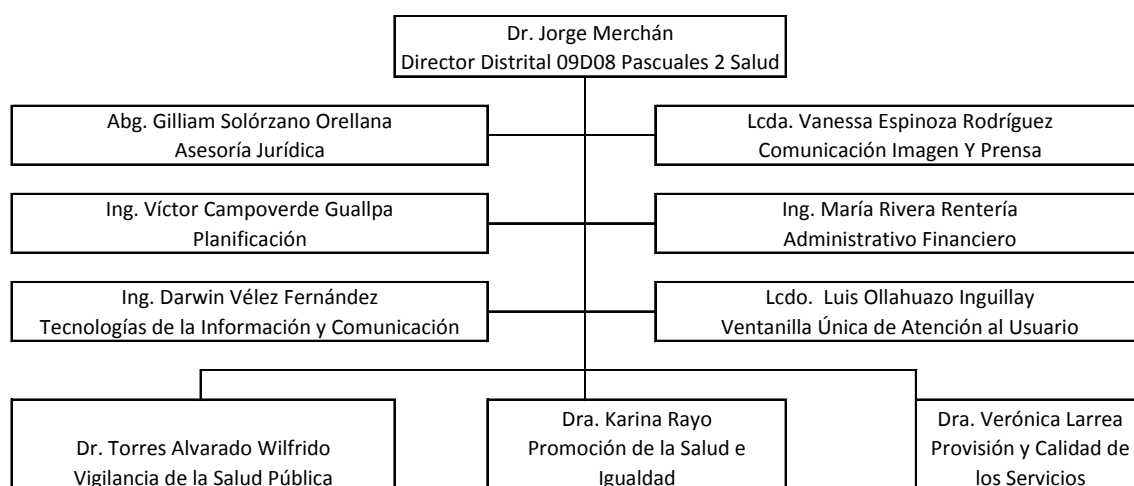 Dr. Jorge Merchán
Director Distrital 09D08 Pascuales 2 Salud
Abg. Gilliam Solórzano Orellana
Asesoría Jurídica
Lcda. Vanessa Espinoza Rodríguez
Comunicación Imagen Y Prensa
Ing. Víctor Campoverde Guallpa
Planificación
Ing. María Rivera Rentería
Administrativo Financiero
Ing. Darwin Vélez Fernández
Tecnologías de la Información y Comunicación
Lcdo.  Luis Ollahuazo Inguillay
Ventanilla Única de Atención al Usuario
Dr. Torres Alvarado Wilfrido
Vigilancia de la Salud Pública
Dra. Karina Rayo
Promoción de la Salud e
Igualdad
Dra. Verónica Larrea
Provisión y Calidad de
los Servicios